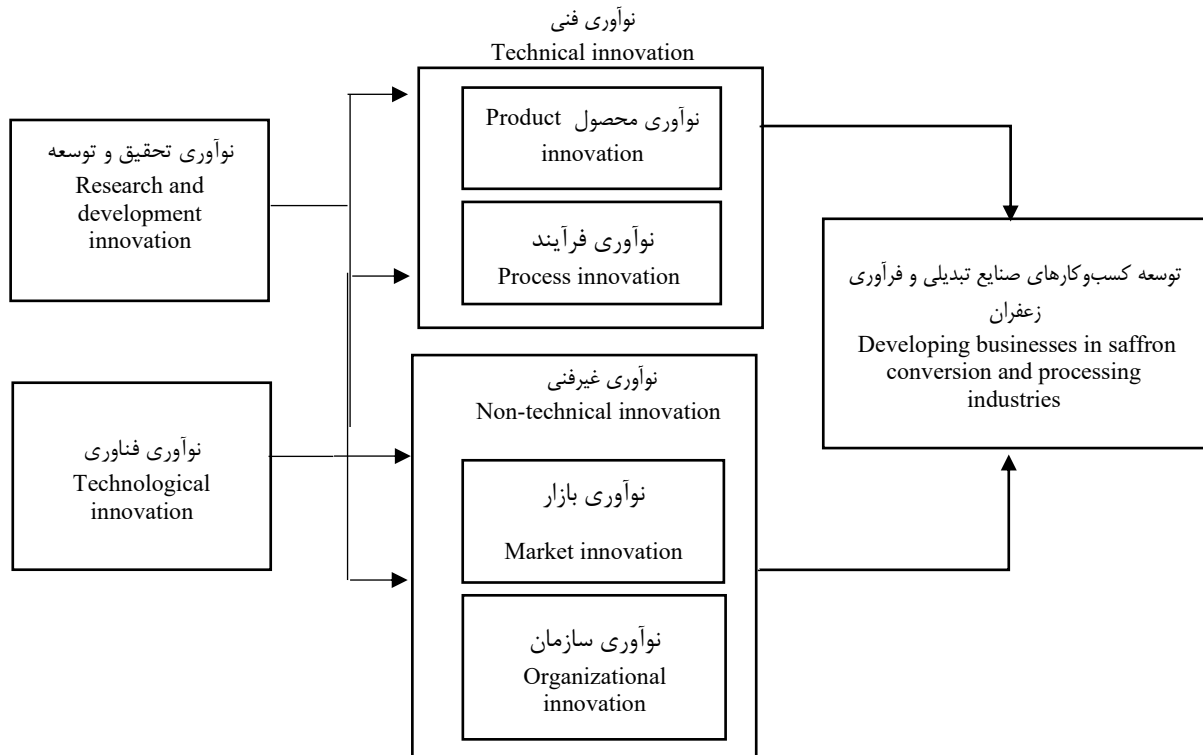 نوآوری فنی
Technical innovation
نوآوری تحقیق و توسعه
Research and
development
innovation
نوآوری محصول Product
innovation
نوآوری فرآیند
Process innovation
توسعه کسب‌وکارهای صنایع تبدیلی و فرآوری
زعفران
Developing businesses in saffron
conversion and processing
industries
نوآوری فناوری
Technological
innovation
نوآوری غیرفنی
Non-technical innovation
نوآوری بازار
Market innovation
نوآوری سازمان
Organizational
innovation